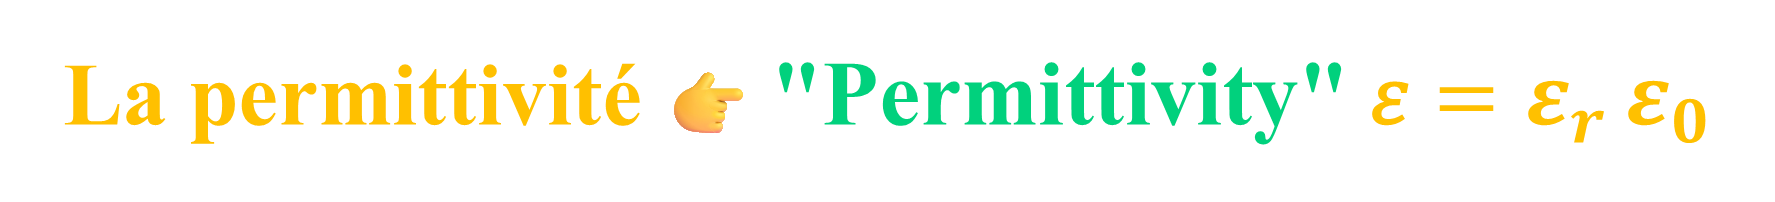 La permittivité 👉 "Permittivity" 𝜺 = 𝜺𝒓 𝜺𝟎